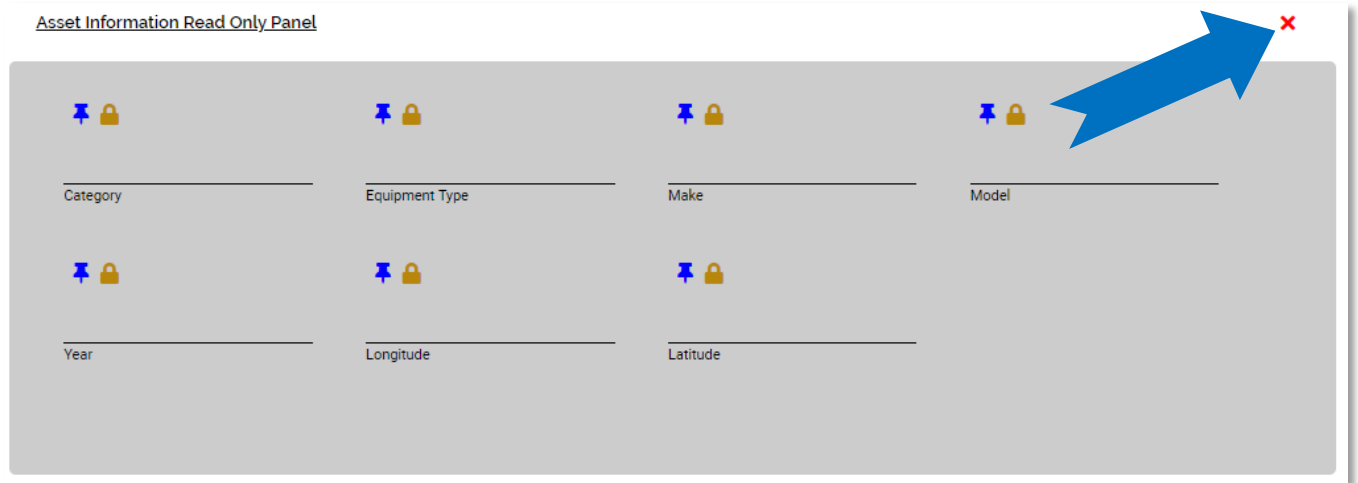 Asset Information Read Only Panel
Category Equipment Type Make Model
Year Longitude Latitude